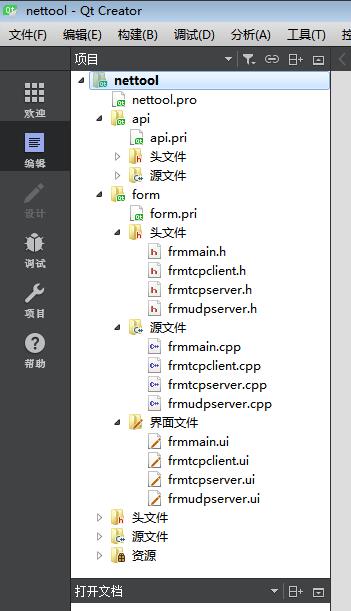 nettool - Qt Creator
文件(F) 编辑(E) 构建(B) 调试(D) 分析(A) 工具(T)
项目
欢迎
编辑
设计
调试
项目
帮助
nettool
nettool.pro
api
api.pri
头文件
源文件
form
form.pri
头文件
frmmain.h
frmtcpclient.h
frmtcpserver.h
frmudpserver.h
源文件
frmmain.cpp
frmtcpclient.cpp
frmtcpserver.cpp
frmudpserver.cpp
界面文件
frmmain.ui
frmtcpclient.ui
frmtcpserver.ui
frmudpserver.ui
头文件
源文件
资源
打开文档